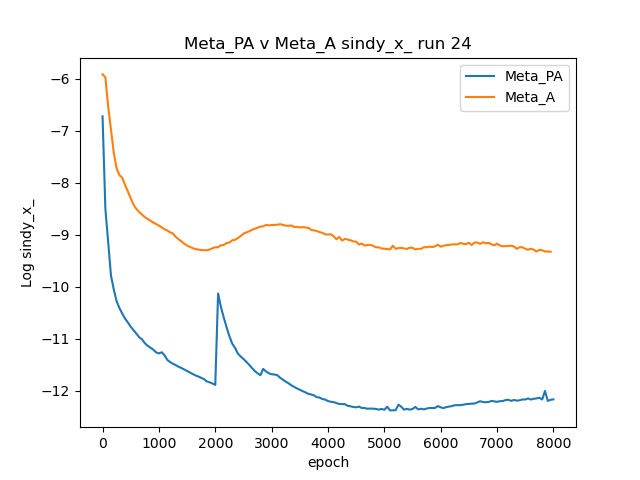 Meta_PA v Meta_A sindy_x_ run 24
Log sindy_x_
−6
−7
−8
−9
−10
−11
−12
Meta_PA
Meta_A
0 1000 2000 3000 4000 5000 6000 7000 8000
epoch